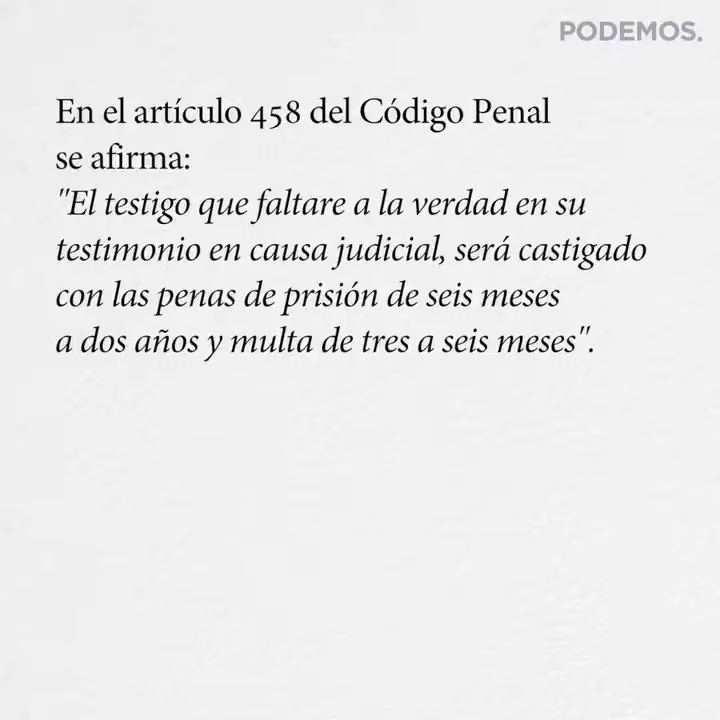 PODEMOS.
En el artículo 458 del Código Penal
se afirma:
"El testigo que faltare a la verdad en su
testimonio en causa judicial, será castigado
con las penas de prisión de seis meses
a dos años y multa de tres a seis meses".